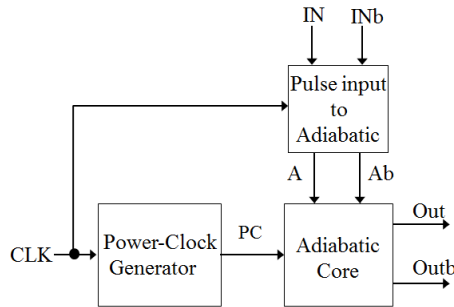 IN INb
Pulse input
to
Adiabatic
A Ab
Out
CLK
Power-Clock
Generator
PC
Adiabatic
Core
Outb